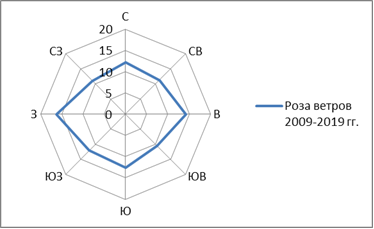 С
20
СЗ
СВ
15
10
5
З
0
В
Роза ветров
2009-2019 гг.
ЮЗ
ЮВ
Ю